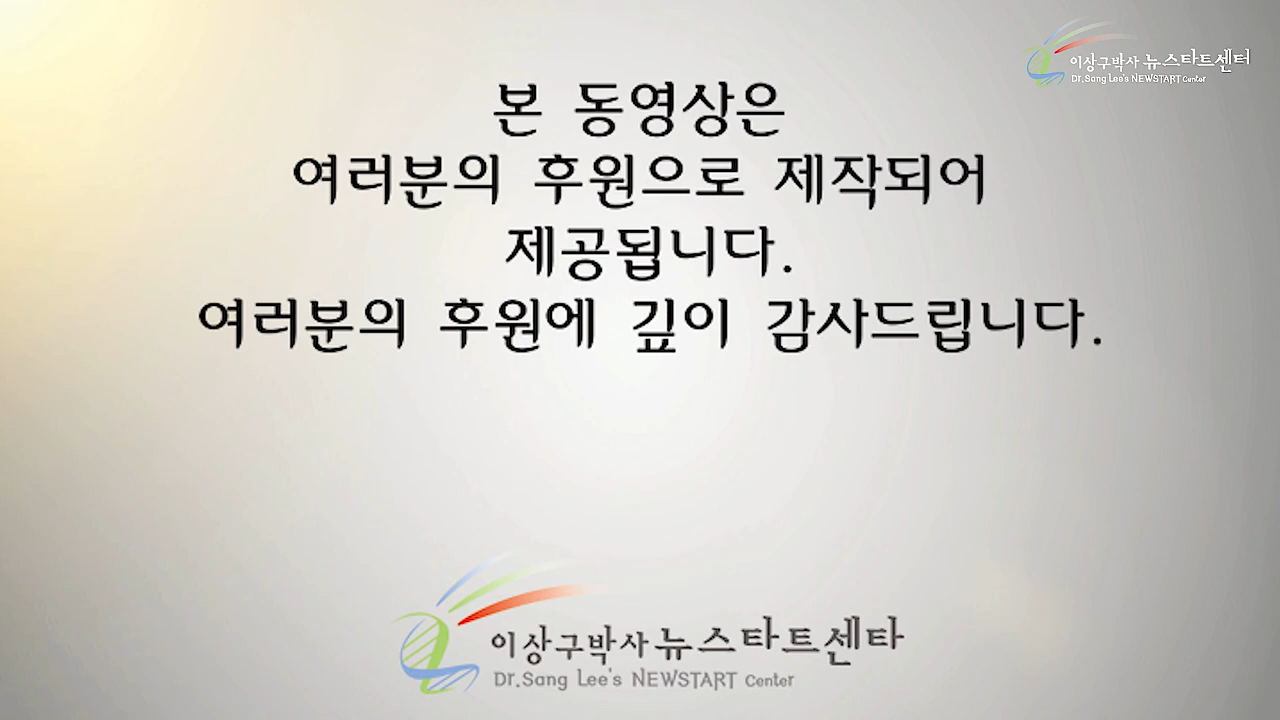 이상구박사 뉴스타트센터
Dr.Sang Lee's NEWSTART Center
본 동영상은
여러분의 후원으로 제작되어
제공됩니다.
여러분의 후원에 깊이 감사드립니다.
이상구박사 뉴스타트센타
Dr.Sang Lee's NEWSTART Center